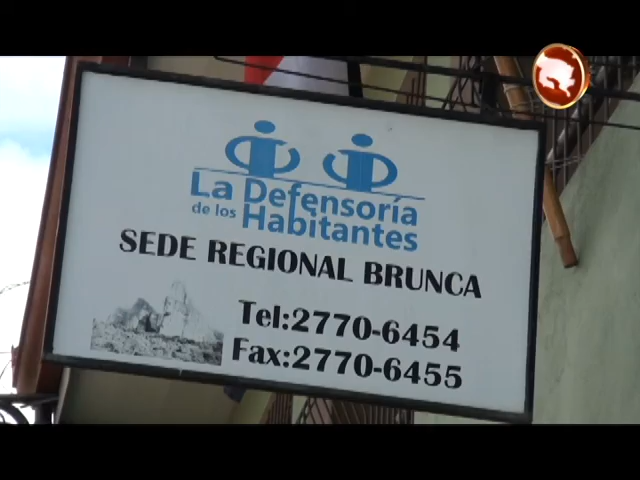 La Defensoría
de los Habitantes
SEDE REGIONAL BRUNCA
Tel:2770-6454
Fax:2770-6455